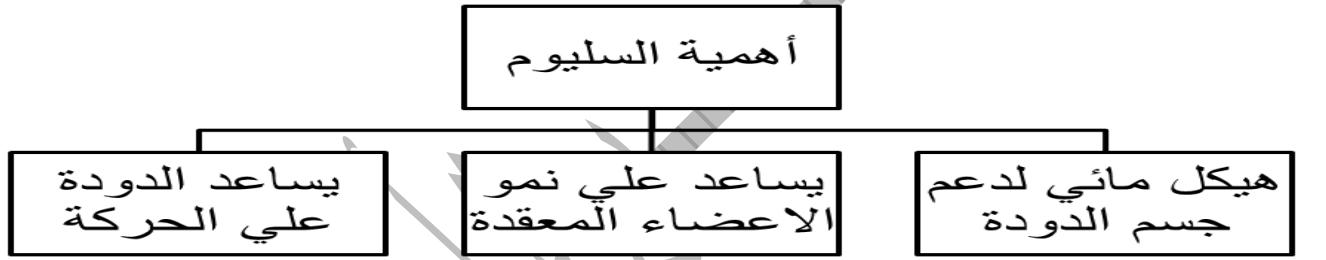 أهمية السليوم
هيكل مائي لدعم
جسم الدودة
يساعد علي نمو
الاعضاء المعقدة
يساعد الدودة
علي الحركة